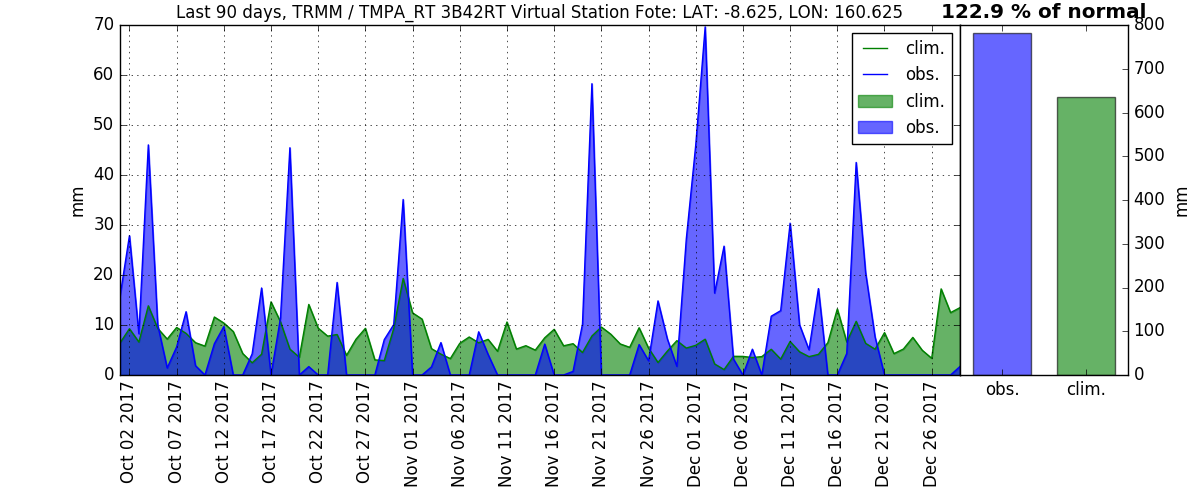 Last 90 days, TRMM / TMPA_RT 3B42RT Virtual Station Fote: LAT: -8.625, LON: 160.625
122.9 % of normal
70
60
50
40
30
20
10
0
mm
clim.
obs.
clim.
obs.
800
700
600
500
400
300
200
100
0
mm
Oct 02 2017
Oct 07 2017
Oct 12 2017
Oct 17 2017
Oct 22 2017
Oct 27 2017
Nov 01 2017
Nov 06 2017
Nov 11 2017
Nov 16 2017
Nov 21 2017
Nov 26 2017
Dec 01 2017
Dec 06 2017
Dec 11 2017
Dec 16 2017
Dec 21 2017
Dec 26 2017
obs.
clim.